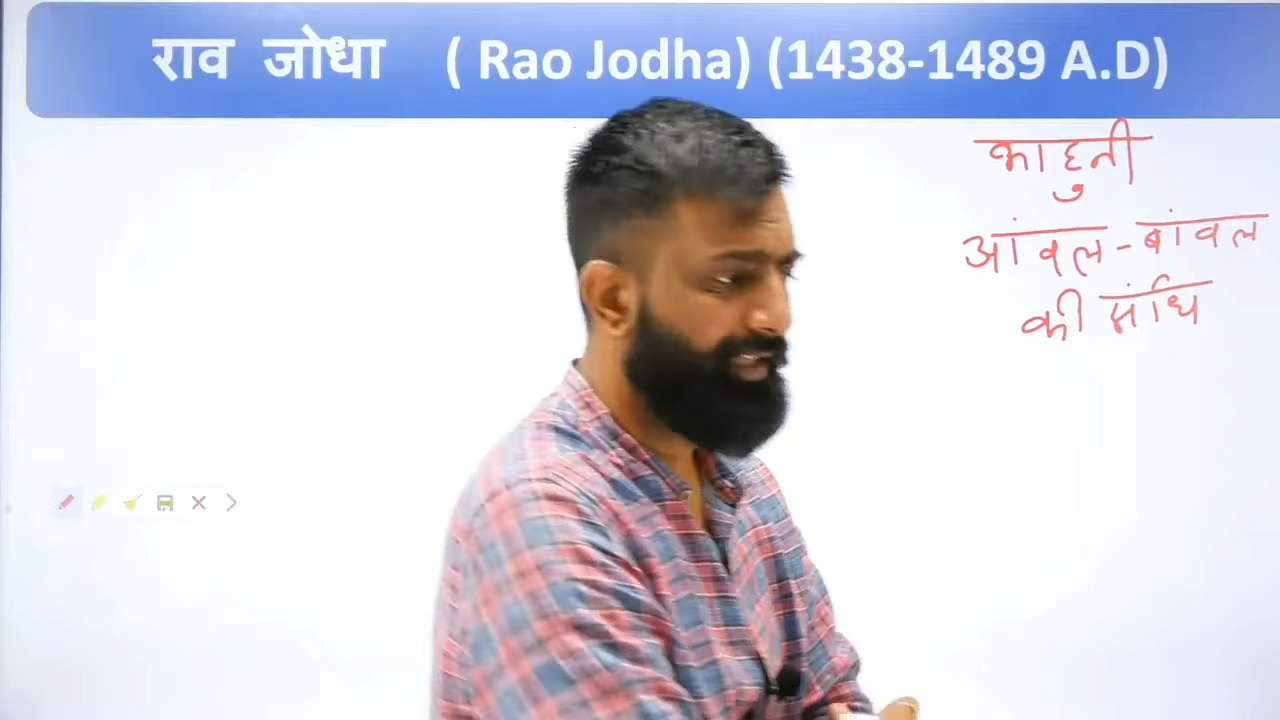 राव जोधा ( Rao Jodha) (1438-1489 A.D)
काहुनी
आंवल-बांवल
की संधि